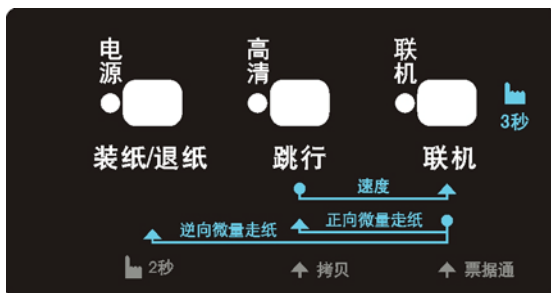 电源 高清 联机
3秒
装纸/退纸 跳行 联机
速度
逆向微量走纸 正向微量走纸
2秒 拷贝 票据通